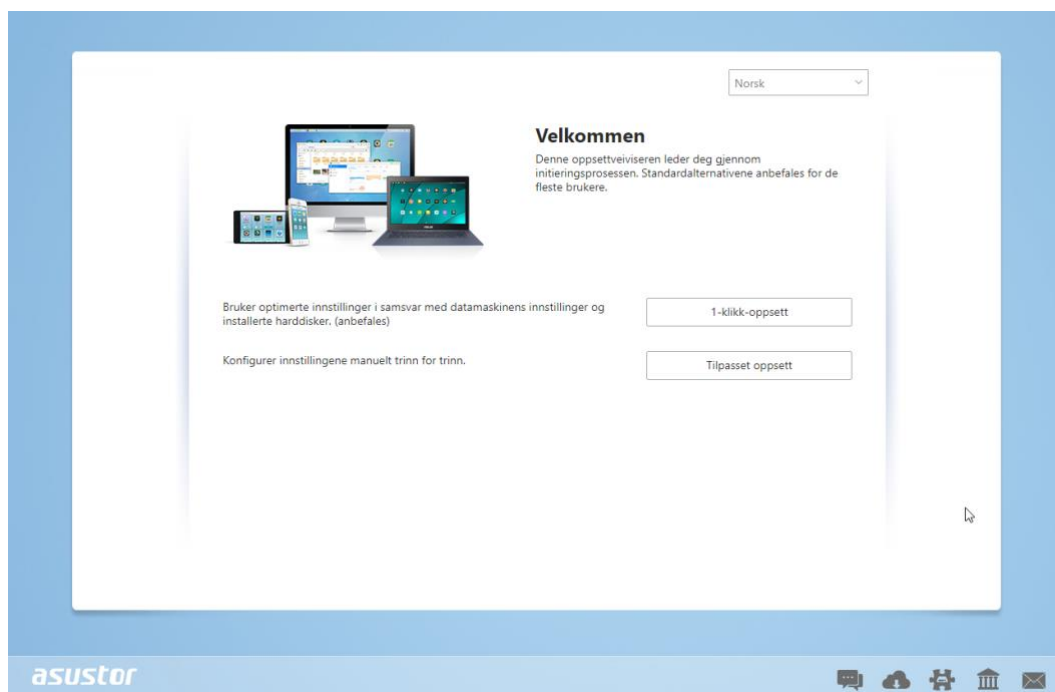 Norsk
Velkommen
Denne oppsettveiviseren leder deg gjennom
initieringsprosessen. Standardalternativene anbefales for de
fleste brukere.
Bruker optimerte innstillinger i samsvar med datamaskinens innstillinger og
installerte harddisker. (anbefales)
1-klikk-oppsett
Konfigurer innstillingene manuelt trinn for trinn.
Tilpasset oppsett
asustor